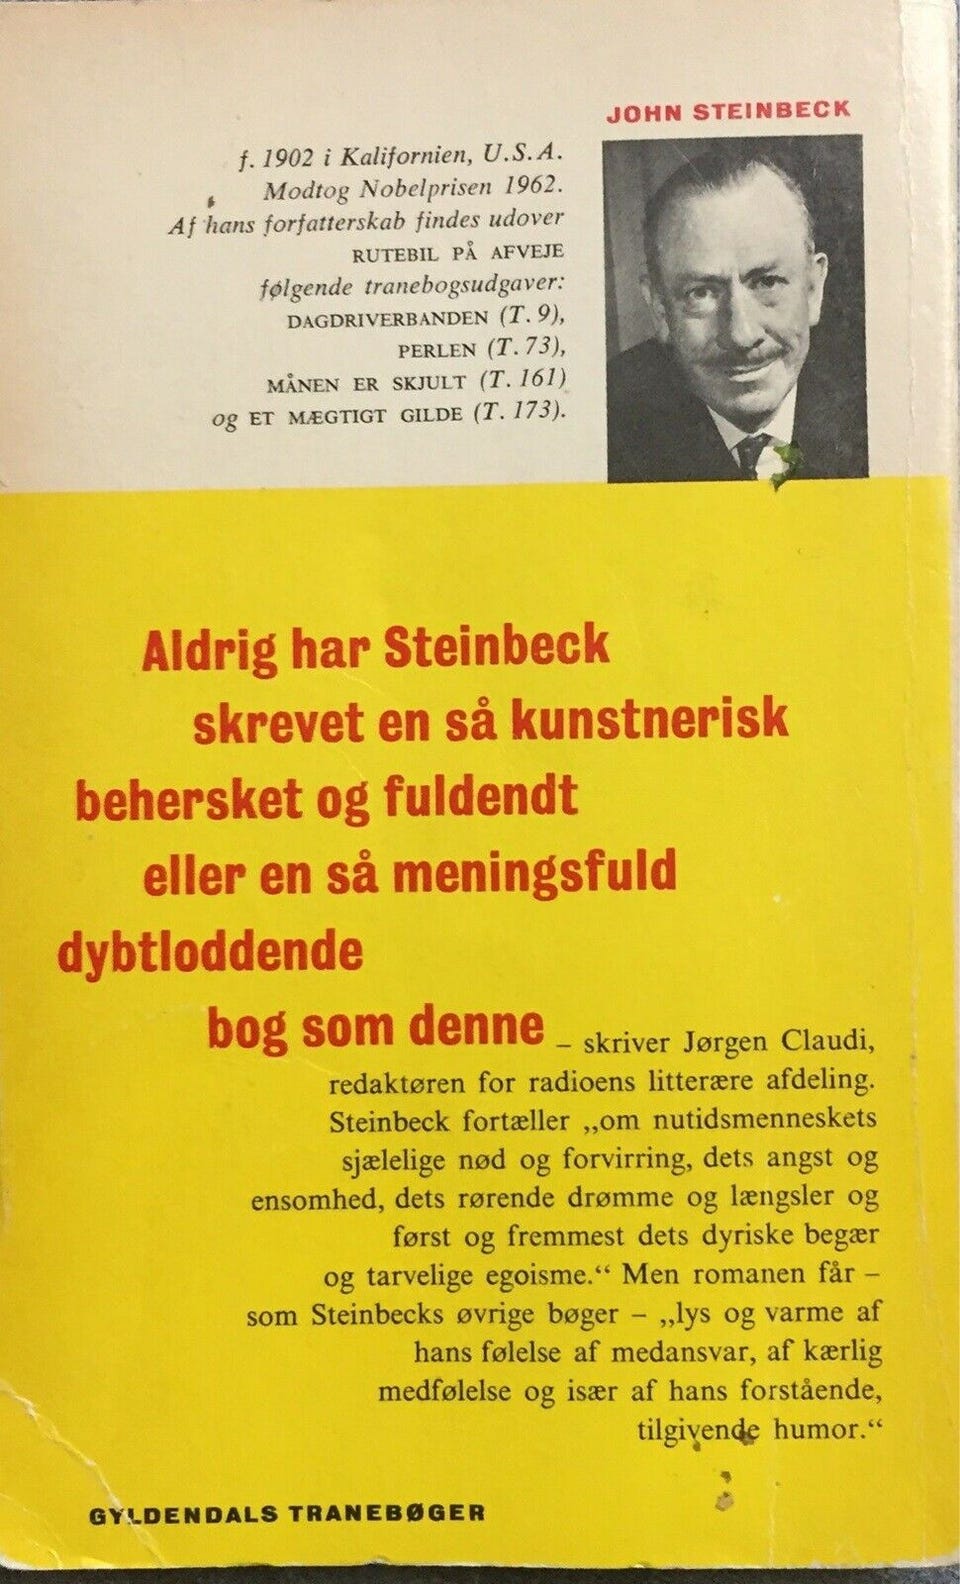 JOHN STEINBECK
f. 1902 i Kalifornien, U.S.A.
Modtog Nobelprisen 1962.
Af hans forfatterskab findes udover
RUTEBIL PÅ AFVEJE
følgende tranebogsudgaver:
DAGDRIVERBANDEN (T. 9),
PERLEN (T. 73),
MÅNEN ER SKJULT (T. 161)
og ET MÆGTIGT GILDE (T. 173).
Aldrig har Steinbeck
skrevet en så kunstnerisk
behersket og fuldendt
eller en så meningsfuld
dybtloddende
bog som denne – skriver Jørgen Claudi,
redaktøren for radioens litterære afdeling.
Steinbeck fortæller „om nutidsmenneskets
sjælelige nød og forvirring, dets angst og
ensomhed, dets rørende drømme og længsler og
først og fremmest dets dyriske begær
og tarvelige egoisme.“ Men romanen får –
som Steinbecks øvrige bøger – „lys og varme af
hans følelse af medansvar, af kærlig
medfølelse og især af hans forstående,
tilgivende humor.“
GYLDENDALS TRANEBØGER